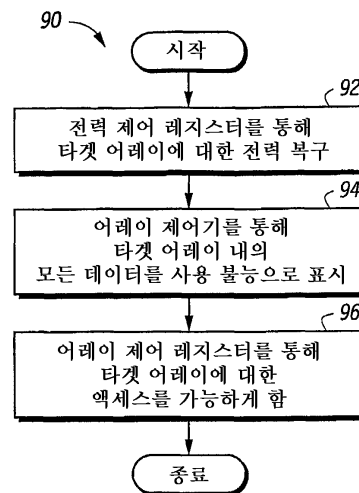 90
시작
92
전력 제어 레지스터를 통해
타겟 어레이에 대한 전력 복구
94
어레이 제어기를 통해
타겟 어레이 내의
모든 데이터를 사용 불능으로 표시
96
어레이 제어 레지스터를 통해
타겟 어레이에 대한
액세스를 가능하게 함
종료